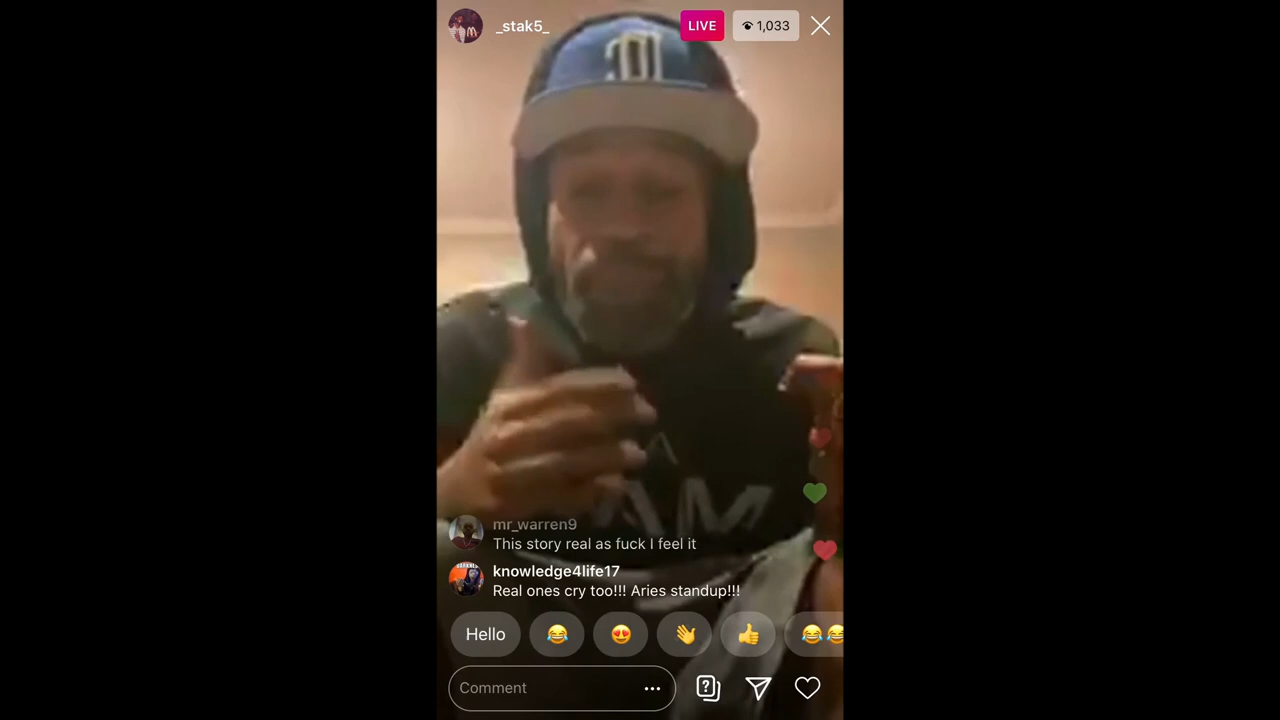 _stak5_
LIVE
1,033
mr_warren9
This story real as fuck I feel it
knowledge4life17
Real ones cry too!!! Aries standup!!!
Hello
Comment